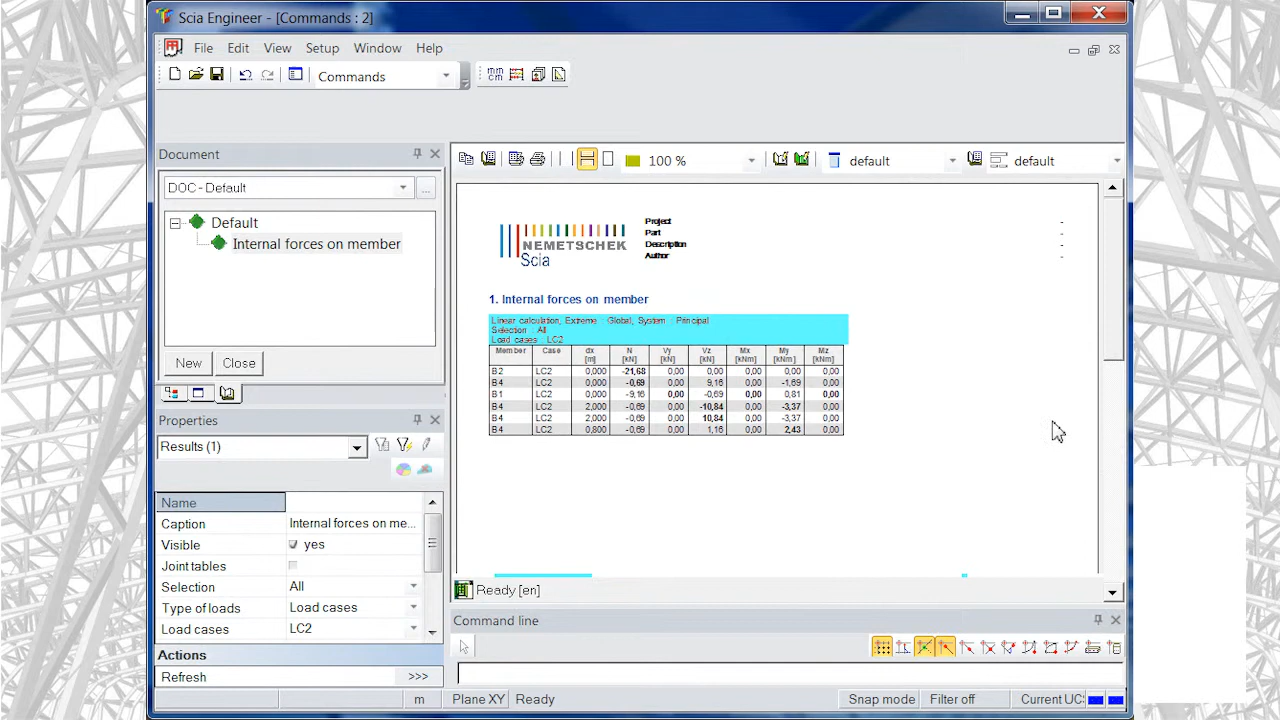 Scia Engineer - [Commands : 2]
File Edit View Setup Window Help
Commands
mm cm
Document
DOC - Default
...
Default
Internal forces on member
New Close
Properties
Results (1)
Name
Caption Internal forces on me...
Visible yes
Joint tables
Selection All
Type of loads Load cases
Load cases LC2
Actions
Refresh >>>
100 % default default
NEMETSCHEK
Scia
Project -
Part -
Description -
Author -
1. Internal forces on member
Linear calculation, Extreme : Global, System : Principal
Selection : All
Load cases : LC2
Member Case dx N Vy Vz Mx My Mz
[m] [kN] [kN] [kN] [kNm] [kNm] [kNm]
B2 LC2 0,000 -21,68 0,00 0,00 0,00 0,00 0,00
B4 LC2 0,000 -0,69 0,00 9,16 0,00 -1,69 0,00
B1 LC2 0,000 -9,16 0,00 -0,69 0,00 0,81 0,00
B4 LC2 2,000 -0,69 0,00 -10,84 0,00 -3,37 0,00
B4 LC2 2,000 -0,69 0,00 10,84 0,00 -3,37 0,00
B4 LC2 0,800 -0,69 0,00 1,16 0,00 2,43 0,00
Ready [en]
Command line
m Plane XY Ready Snap mode Filter off Current UCS